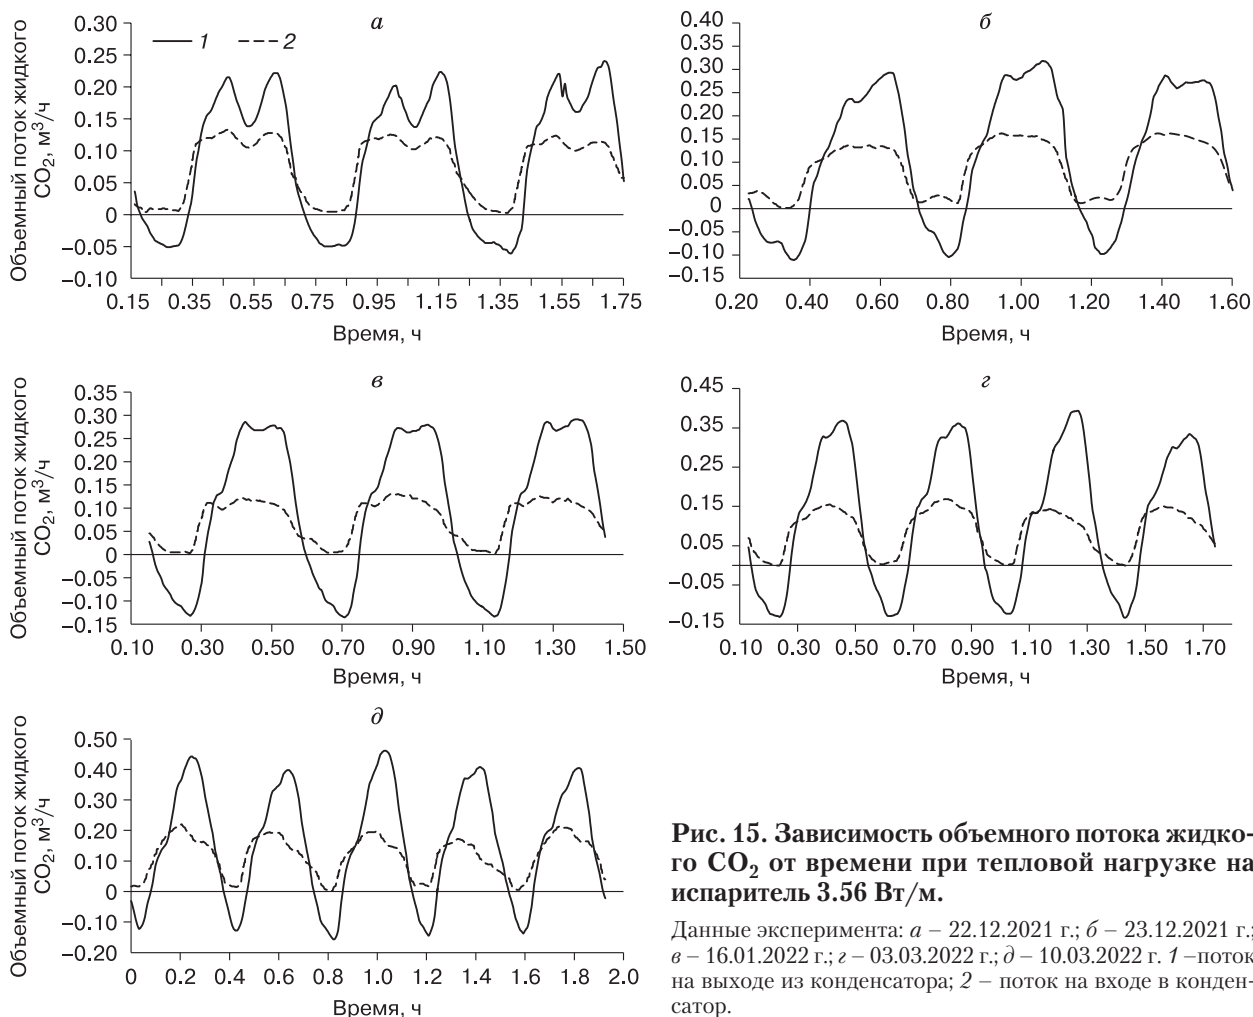 а
1 2
Объемный поток жидкого
CO₂, м³/ч
0.30
0.25
0.20
0.15
0.10
0.05
0
−0.05
−0.10
0.15 0.35 0.55 0.75 0.95 1.15 1.35 1.55 1.75
Время, ч
б
0.40
0.35
0.30
0.25
0.20
0.15
0.10
0.05
0
−0.05
−0.10
−0.15
0.20 0.40 0.60 0.80 1.00 1.20 1.40 1.60
Время, ч
в
Объемный поток жидкого
CO₂, м³/ч
0.35
0.30
0.25
0.20
0.15
0.10
0.05
0
−0.05
−0.10
−0.15
0.10 0.30 0.50 0.70 0.90 1.10 1.30 1.50
Время, ч
г
0.45
0.35
0.25
0.15
0.05
−0.05
−0.15
0.10 0.30 0.50 0.70 0.90 1.10 1.30 1.50 1.70
Время, ч
д
Объемный поток жидкого
CO₂, м³/ч
0.50
0.40
0.30
0.20
0.10
0
−0.10
−0.20
0 0.2 0.4 0.6 0.8 1.0 1.2 1.4 1.6 1.8 2.0
Время, ч
Рис. 15. Зависимость объемного потока жидко-
го CO₂ от времени при тепловой нагрузке на
испаритель 3.56 Вт/м.
Данные эксперимента: а – 22.12.2021 г.; б – 23.12.2021 г.;
в – 16.01.2022 г.; г – 03.03.2022 г.; д – 10.03.2022 г. 1 –поток
на выходе из конденсатора; 2 – поток на входе в конден-
сатор.